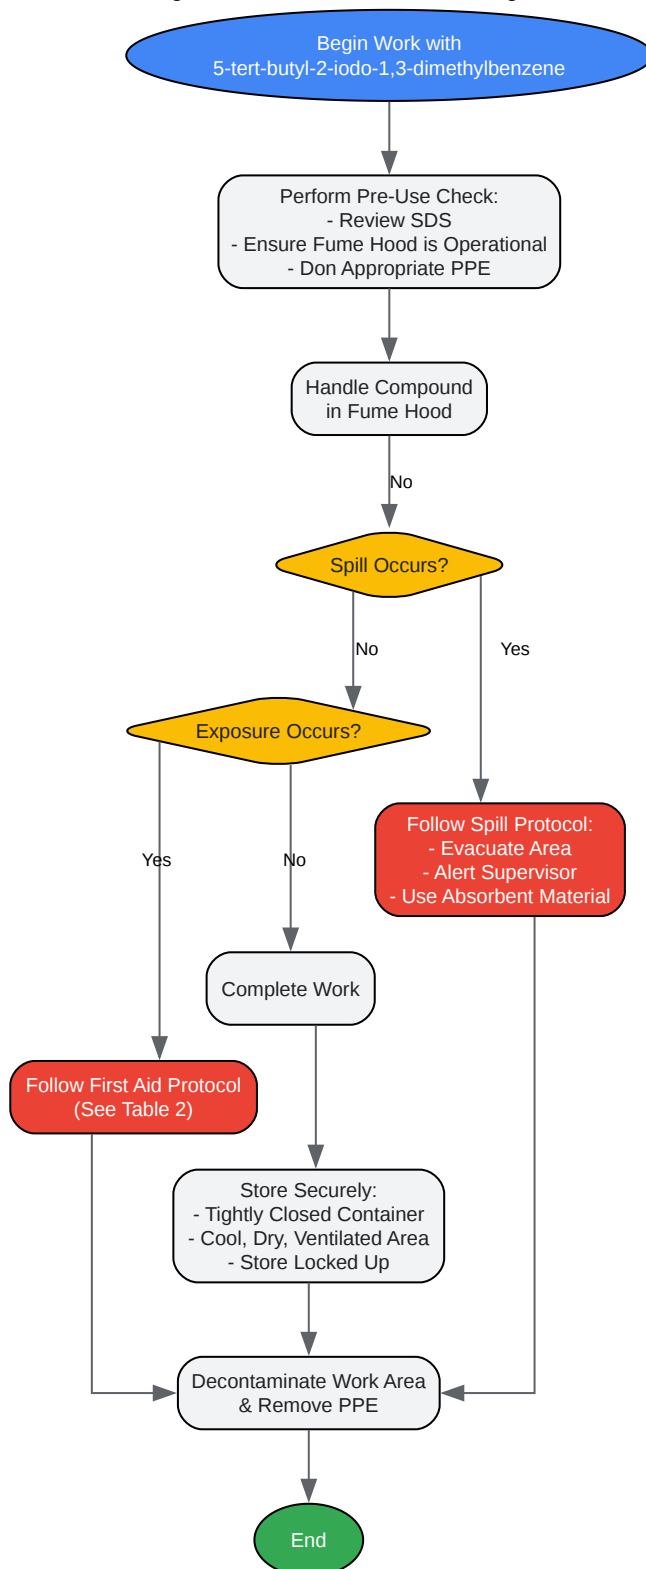 Begin Work with
5-tert-butyl-2-iodo-1,3-dimethylbenzene
Perform Pre-Use Check:
- Review SDS
- Ensure Fume Hood is Operational
- Don Appropriate PPE
Handle Compound
in Fume Hood
No
Spill Occurs?
No
Yes
Exposure Occurs?
Follow Spill Protocol:
- Evacuate Area
- Alert Supervisor
- Use Absorbent Material
Yes
No
Complete Work
Follow First Aid Protocol
(See Table 2)
Store Securely:
- Tightly Closed Container
- Cool, Dry, Ventilated Area
- Store Locked Up
Decontaminate Work Area
& Remove PPE
End